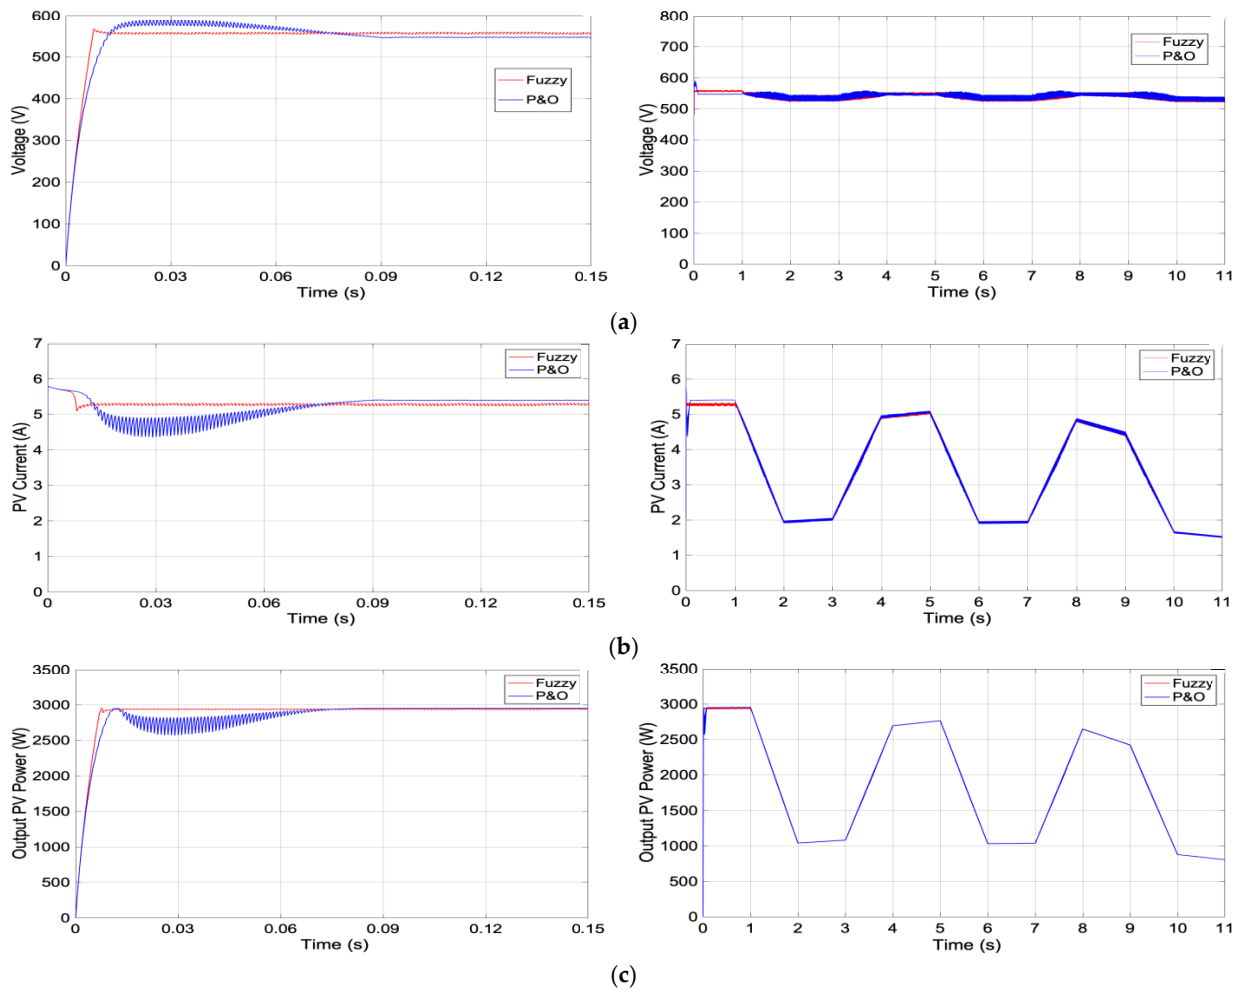 Voltage (V)
600
500
400
300
200
100
0
0 0.03 0.06 0.09 0.12 0.15
Time (s)
Fuzzy
P&O
Voltage (V)
800
700
600
500
400
300
200
100
0
0 1 2 3 4 5 6 7 8 9 10 11
Time (s)
Fuzzy
P&O
(a)
PV Current (A)
7
6
5
4
3
2
1
0
0 0.03 0.06 0.09 0.12 0.15
Time (s)
Fuzzy
P&O
PV Current (A)
7
6
5
4
3
2
1
0
0 1 2 3 4 5 6 7 8 9 10 11
Time (s)
Fuzzy
P&O
(b)
Output PV Power (W)
3500
3000
2500
2000
1500
1000
500
0
0 0.03 0.06 0.09 0.12 0.15
Time (s)
Fuzzy
P&O
Output PV Power (W)
3500
3000
2500
2000
1500
1000
500
0
0 1 2 3 4 5 6 7 8 9 10 11
Time (s)
Fuzzy
P&O
(c)